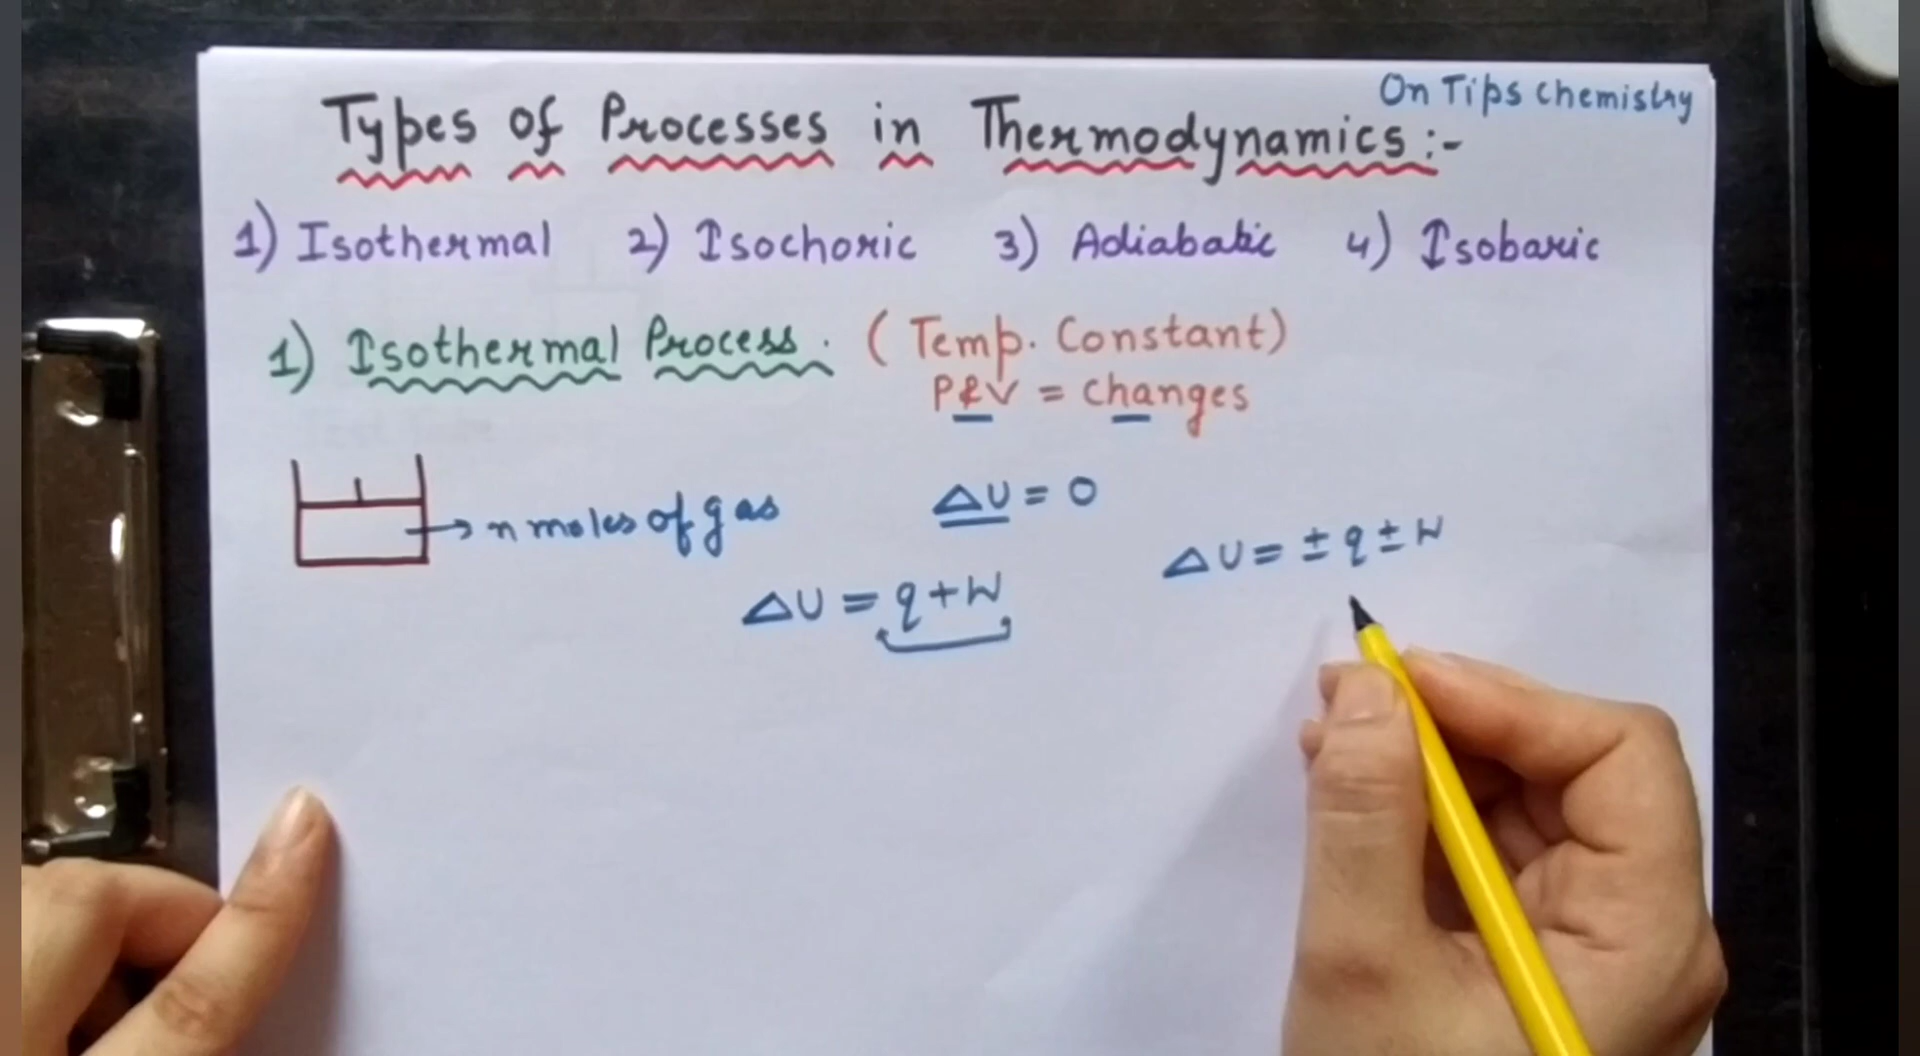 On Tips Chemistry
Types of Processes in Thermodynamics:-
1) Isothermal 2) Isochoric 3) Adiabatic 4) Isobaric
1) Isothermal Process. (Temp. Constant)
P&V = Changes
→ n moles of gas
ΔU = 0
ΔU = ± q ± W
ΔU = q + W